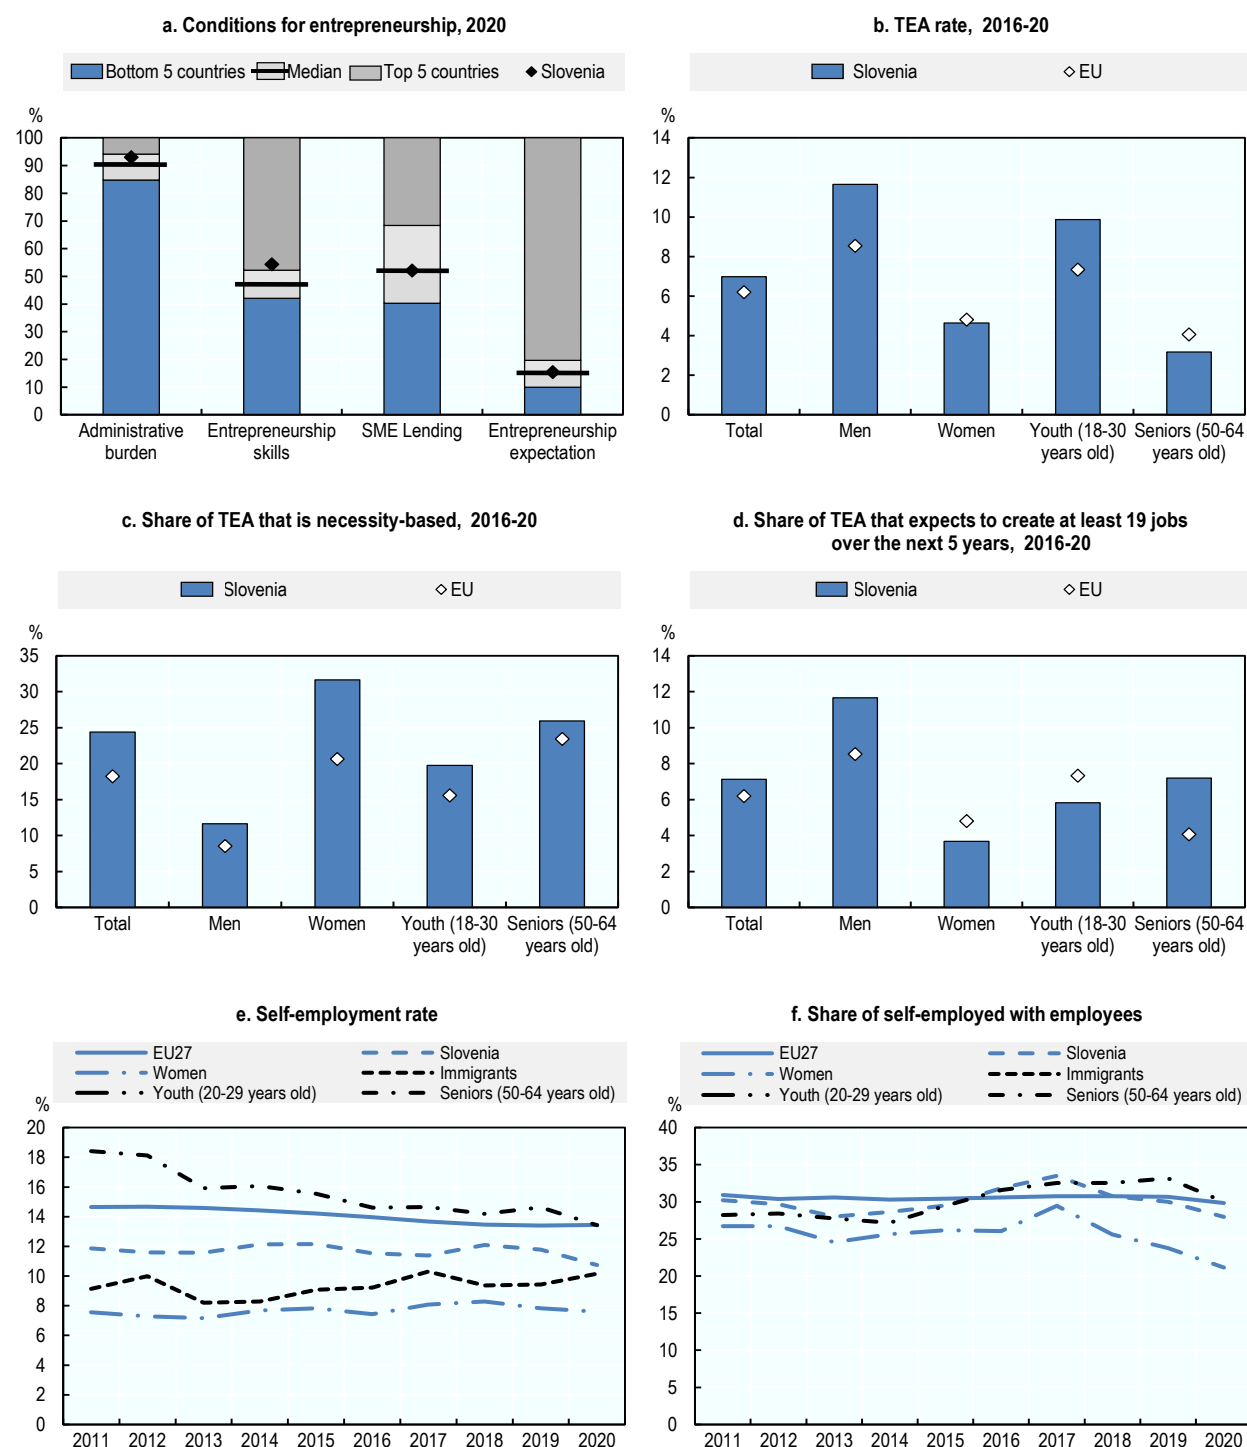 a. Conditions for entrepreneurship, 2020
Bottom 5 countries Median Top 5 countries Slovenia
%
100
90
80
70
60
50
40
30
20
10
0
Administrative burden
Entrepreneurship skills
SME Lending
Entrepreneurship expectation
b. TEA rate, 2016-20
Slovenia EU
%
14
12
10
8
6
4
2
0
Total
Men
Women
Youth (18-30 years old)
Seniors (50-64 years old)
c. Share of TEA that is necessity-based, 2016-20
Slovenia EU
%
35
30
25
20
15
10
5
0
Total
Men
Women
Youth (18-30 years old)
Seniors (50-64 years old)
d. Share of TEA that expects to create at least 19 jobs
over the next 5 years, 2016-20
Slovenia EU
%
14
12
10
8
6
4
2
0
Total
Men
Women
Youth (18-30 years old)
Seniors (50-64 years old)
e. Self-employment rate
EU27 Slovenia
Women Immigrants
Youth (20-29 years old) Seniors (50-64 years old)
%
20
18
16
14
12
10
8
6
4
2
0
2011 2012 2013 2014 2015 2016 2017 2018 2019 2020
f. Share of self-employed with employees
EU27 Slovenia
Women Immigrants
Youth (20-29 years old) Seniors (50-64 years old)
%
40
35
30
25
20
15
10
5
0
2011 2012 2013 2014 2015 2016 2017 2018 2019 2020